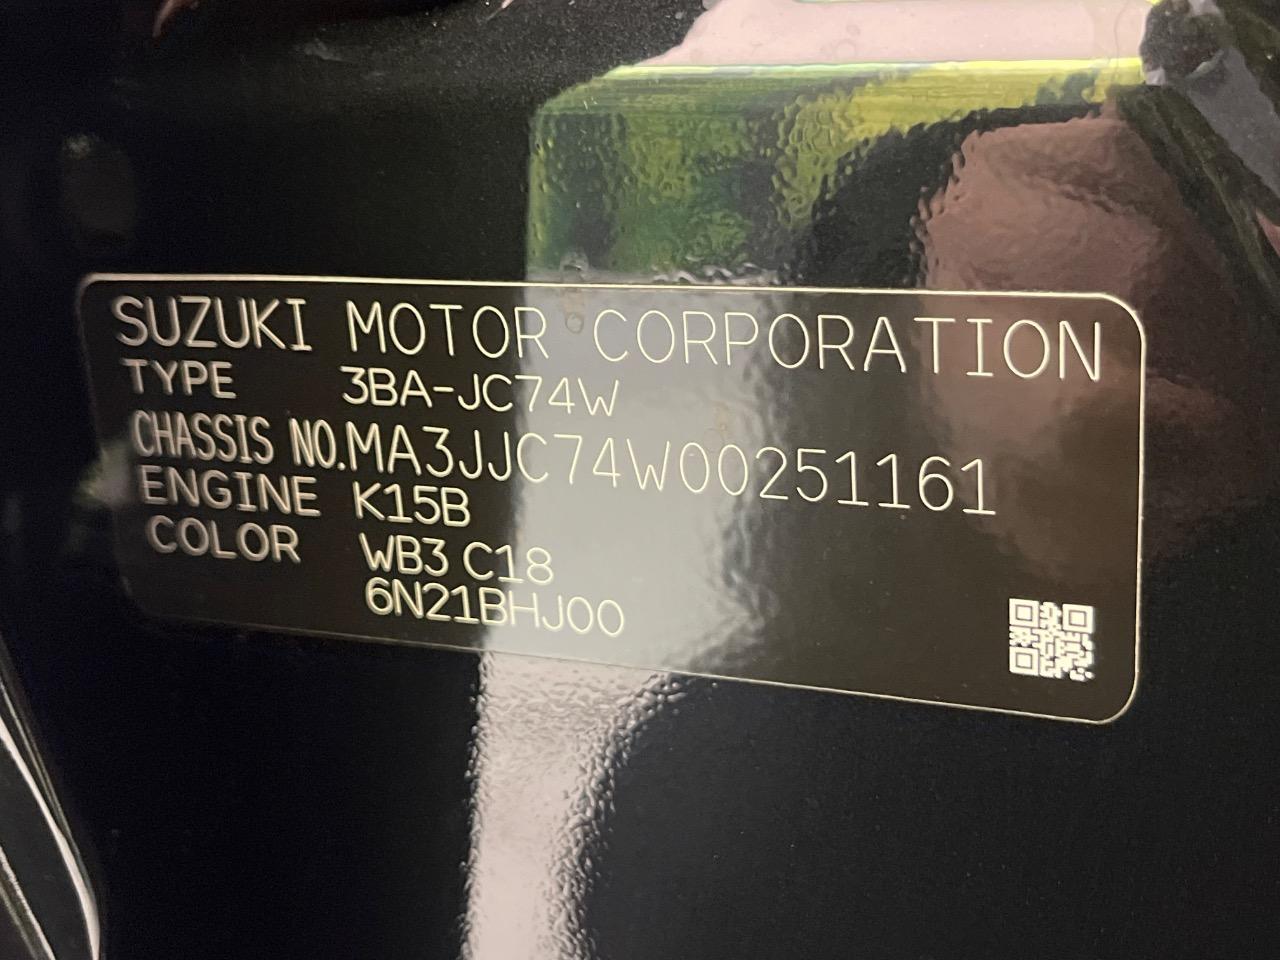 SUZUKI MOTOR CORPORATION
TYPE 3BA-JC74W
CHASSIS NO.MA3JJC74W00251161
ENGINE K15B
COLOR WB3 C18
6N21BHJ00